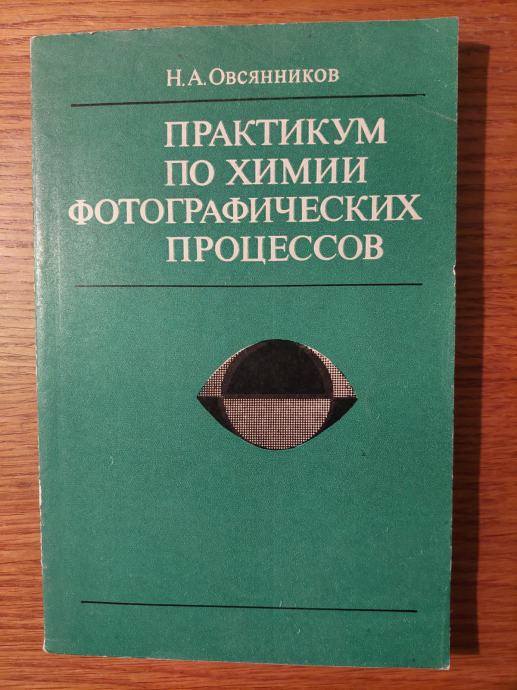 Н.А.Овсянников
ПРАКТИКУМ
ПО ХИМИИ
ФОТОГРАФИЧЕСКИХ
ПРОЦЕССОВ